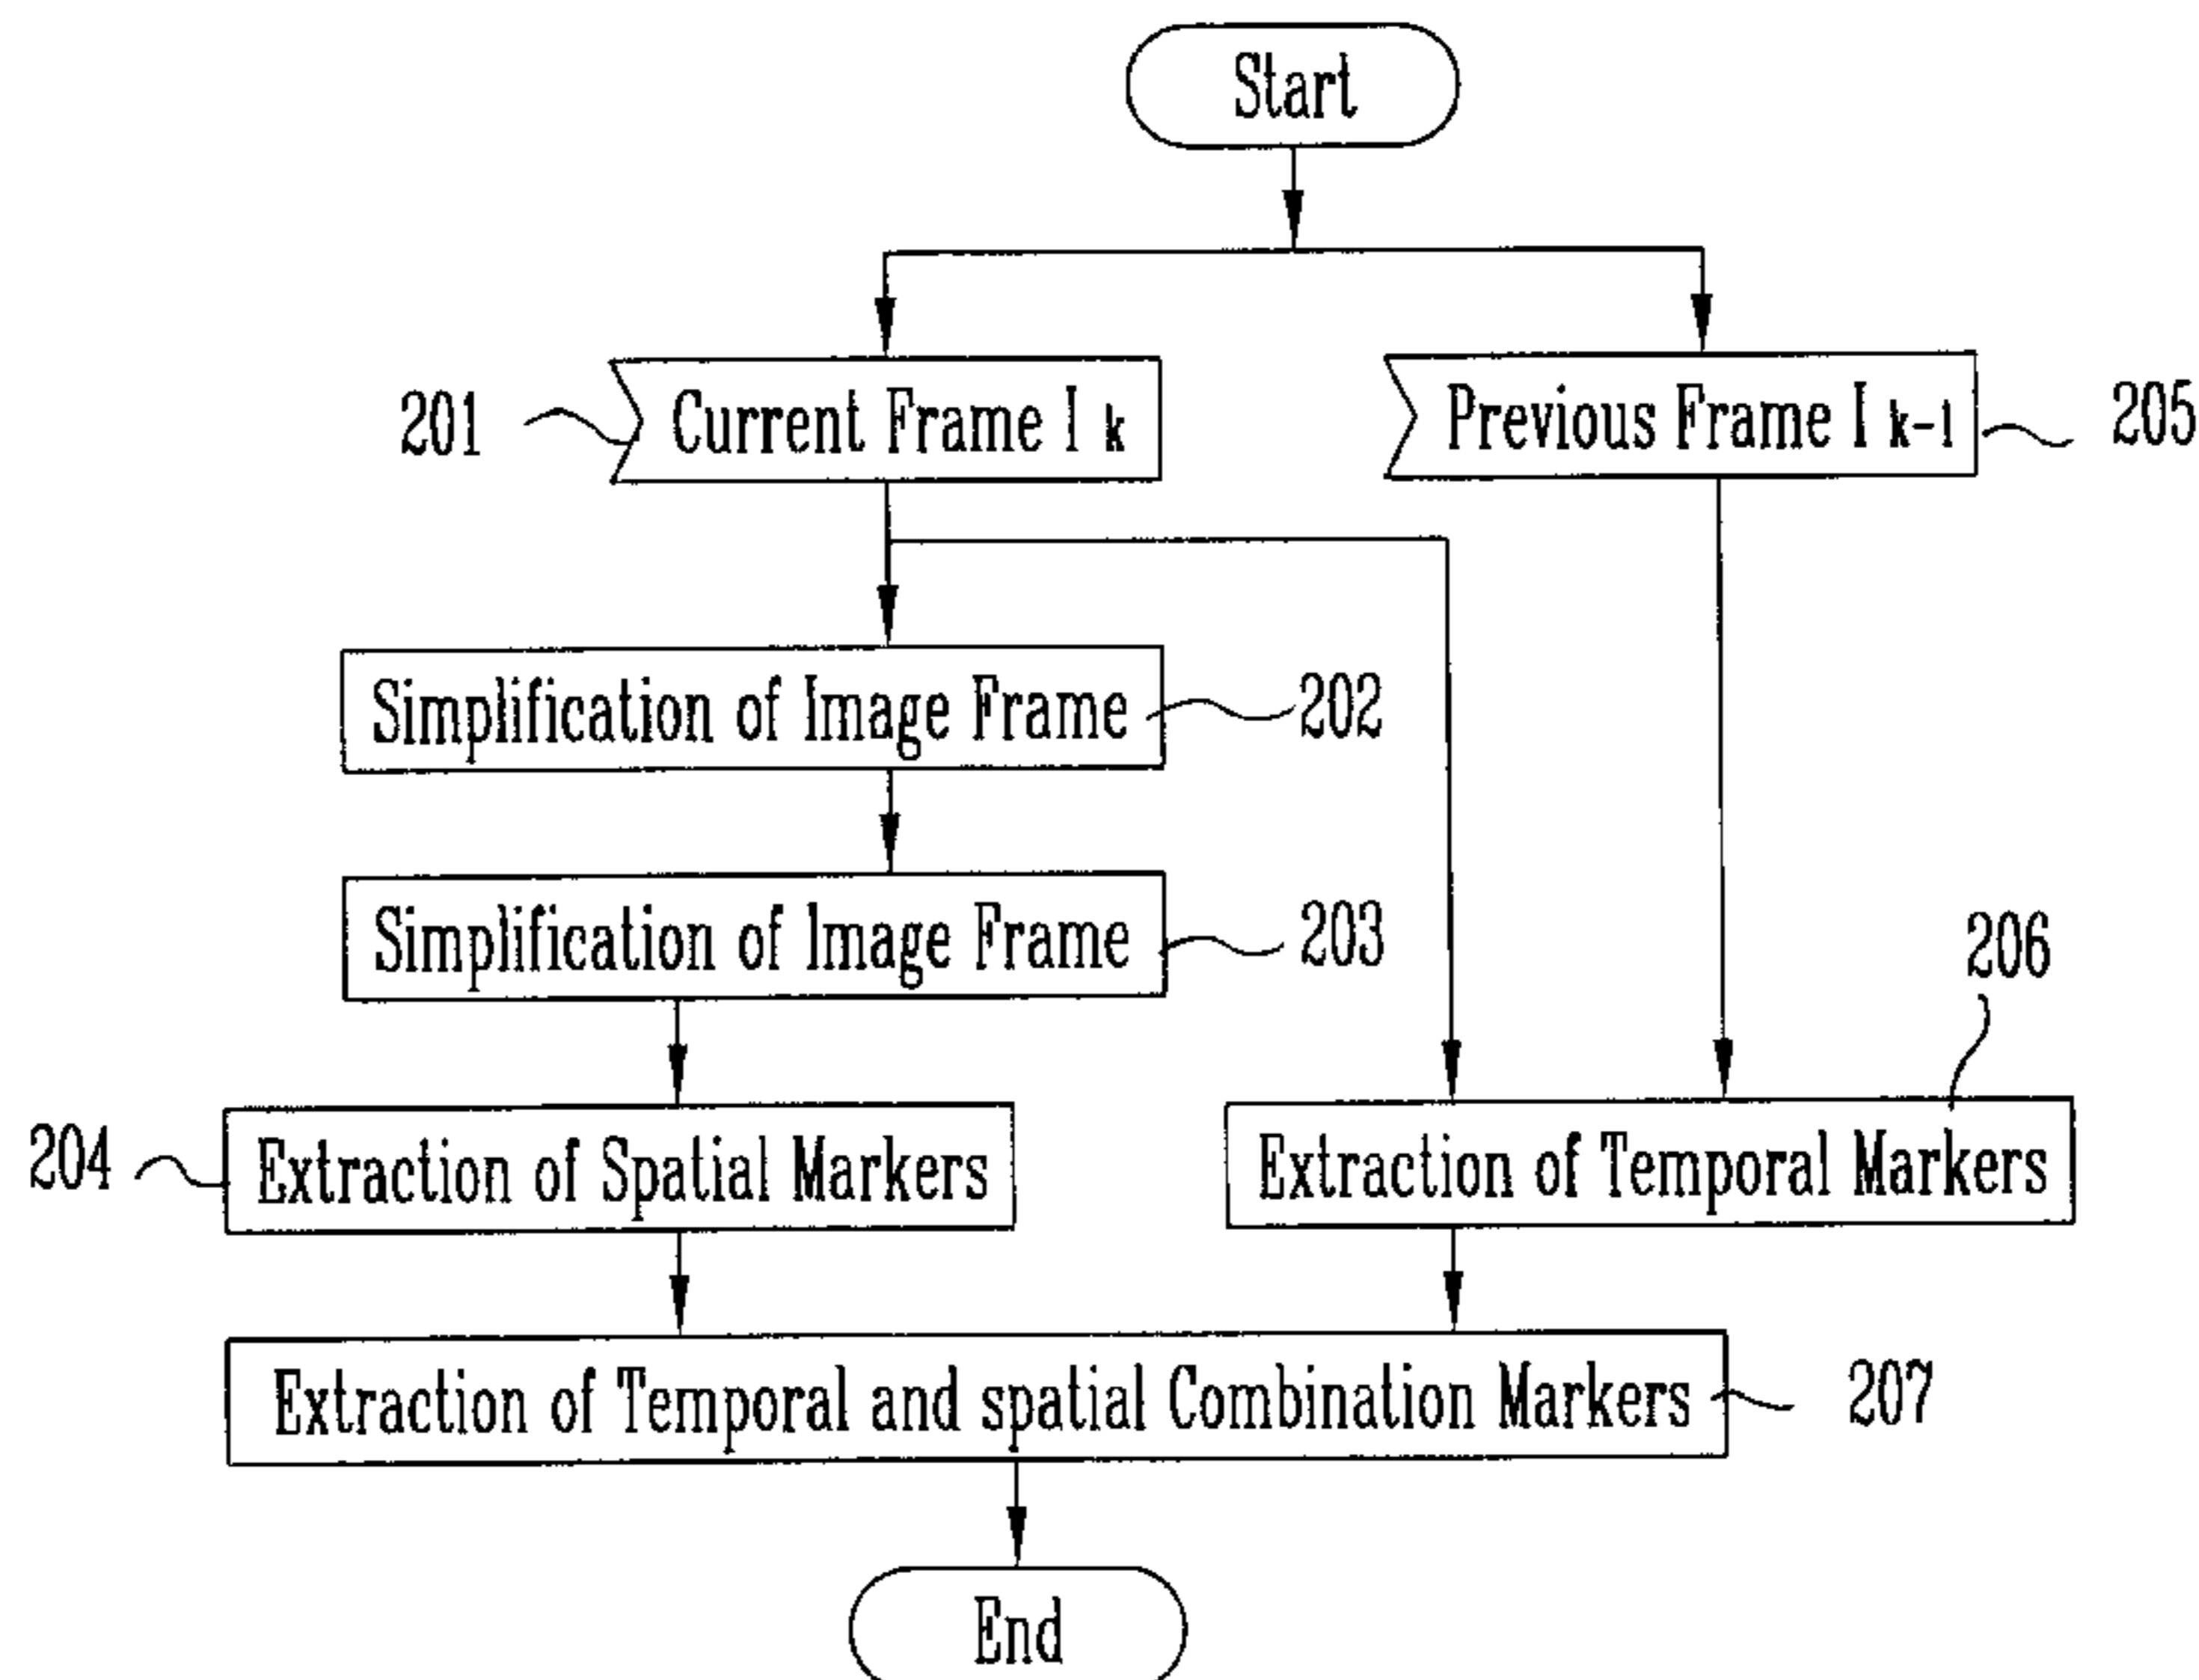 Start
201
Current Frame I k
Previous Frame I k-1
205
Simplification of Image Frame
202
Simplification of Image Frame
203
206
204
Extraction of Spatial Markers
Extraction of Temporal Markers
Extraction of Temporal and spatial Combination Markers
207
End